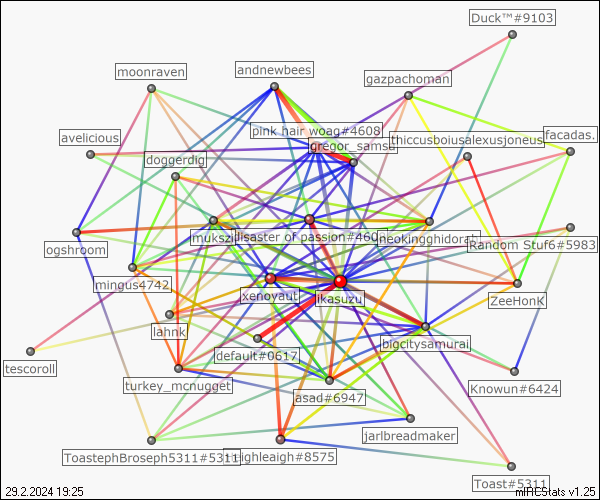 Duck™#9103
moonraven
andnewbees
gazpachoman
pink hair woag#4608
avelicious
gregor_samsa
thiccusboiusalexusjoneus
facadas.
doggerdig
mukszi
disaster of passion#460
neokingghidorah
ogshroom
Random Stuf6#5983
mingus4742
xenoyaut
likasuzu
ZeeHonK
lahnk
bigcitysamurai
default#0617
tescoroll
turkey_mcnugget
asad#6947
Knowun#6424
jarlbreadmaker
ToastephBroseph5311#5311
leighleaigh#8575
Toast#5311
29.2.2024 19:25
mIRCStats v1.25